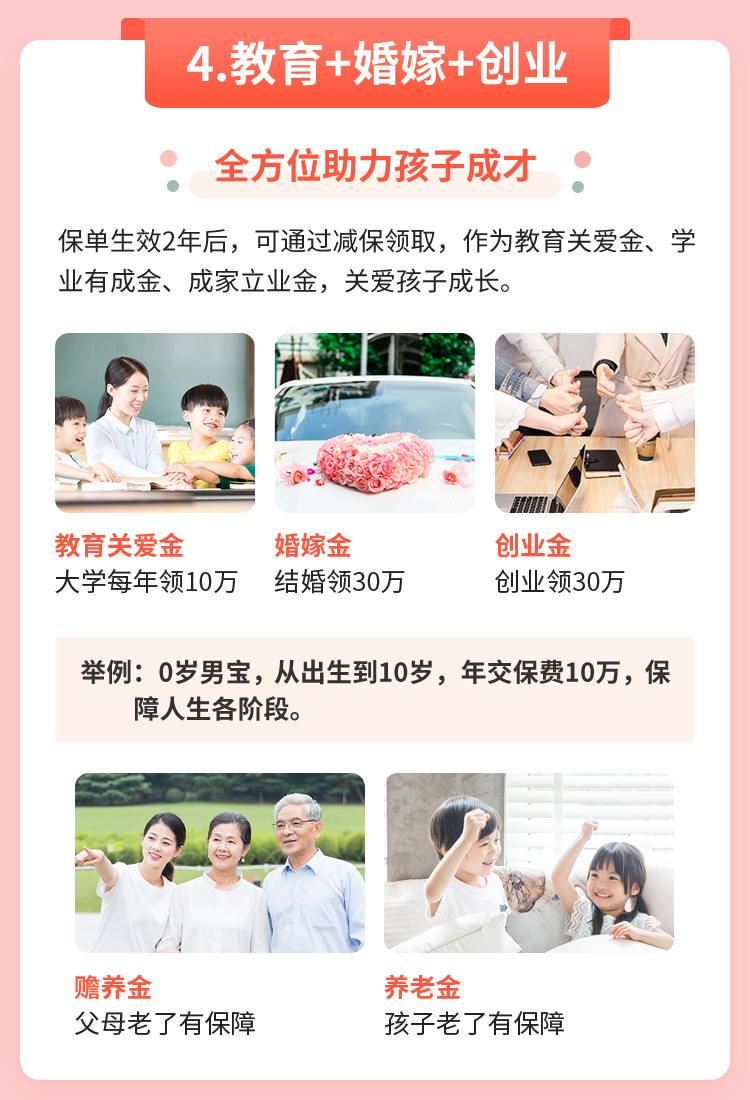 4.教育+婚嫁+创业
全方位助力孩子成才
保单生效2年后，可通过减保领取，作为教育关爱金、学
业有成金、成家立业金，关爱孩子成长。
教育关爱金
大学每年领10万
婚嫁金
结婚领30万
创业金
创业领30万
举例：0岁男宝，从出生到10岁，年交保费10万，保
障人生各阶段。
赡养金
父母老了有保障
养老金
孩子老了有保障